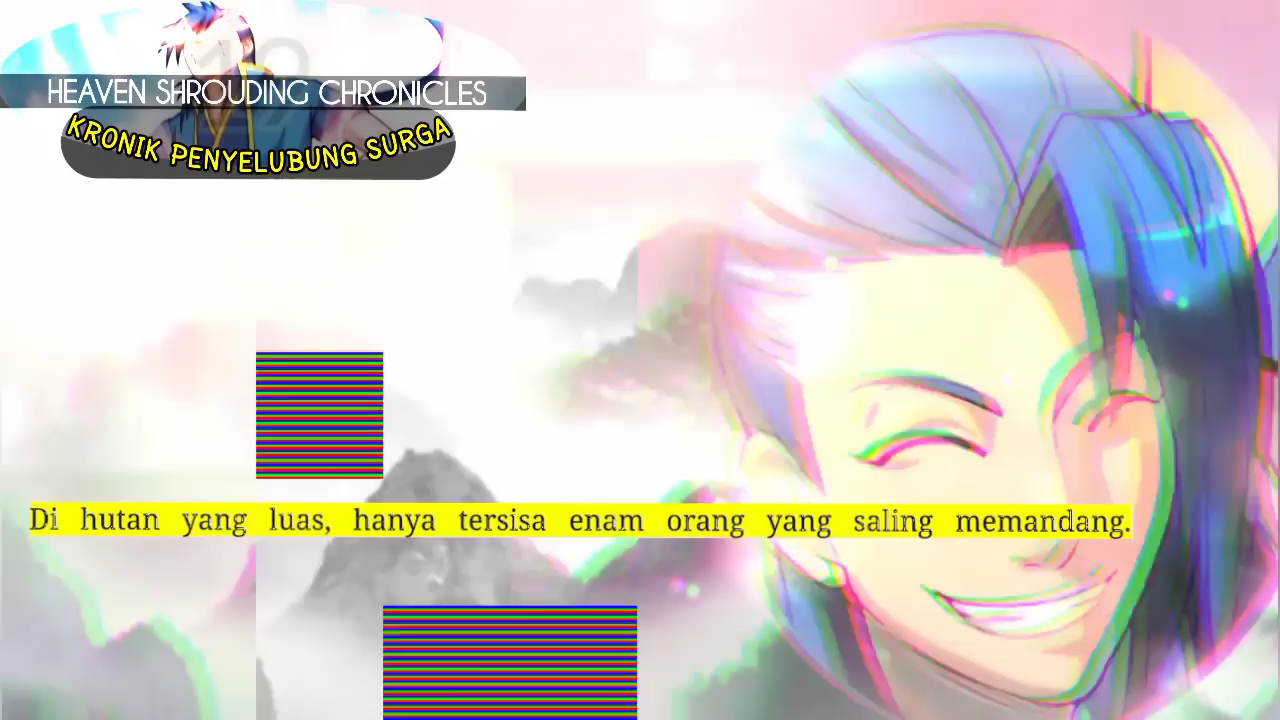 HEAVEN SHROUDING CHRONICLES
KRONIK PENYELUBUNG SURGA
Di hutan yang luas, hanya tersisa enam orang yang saling memandang.